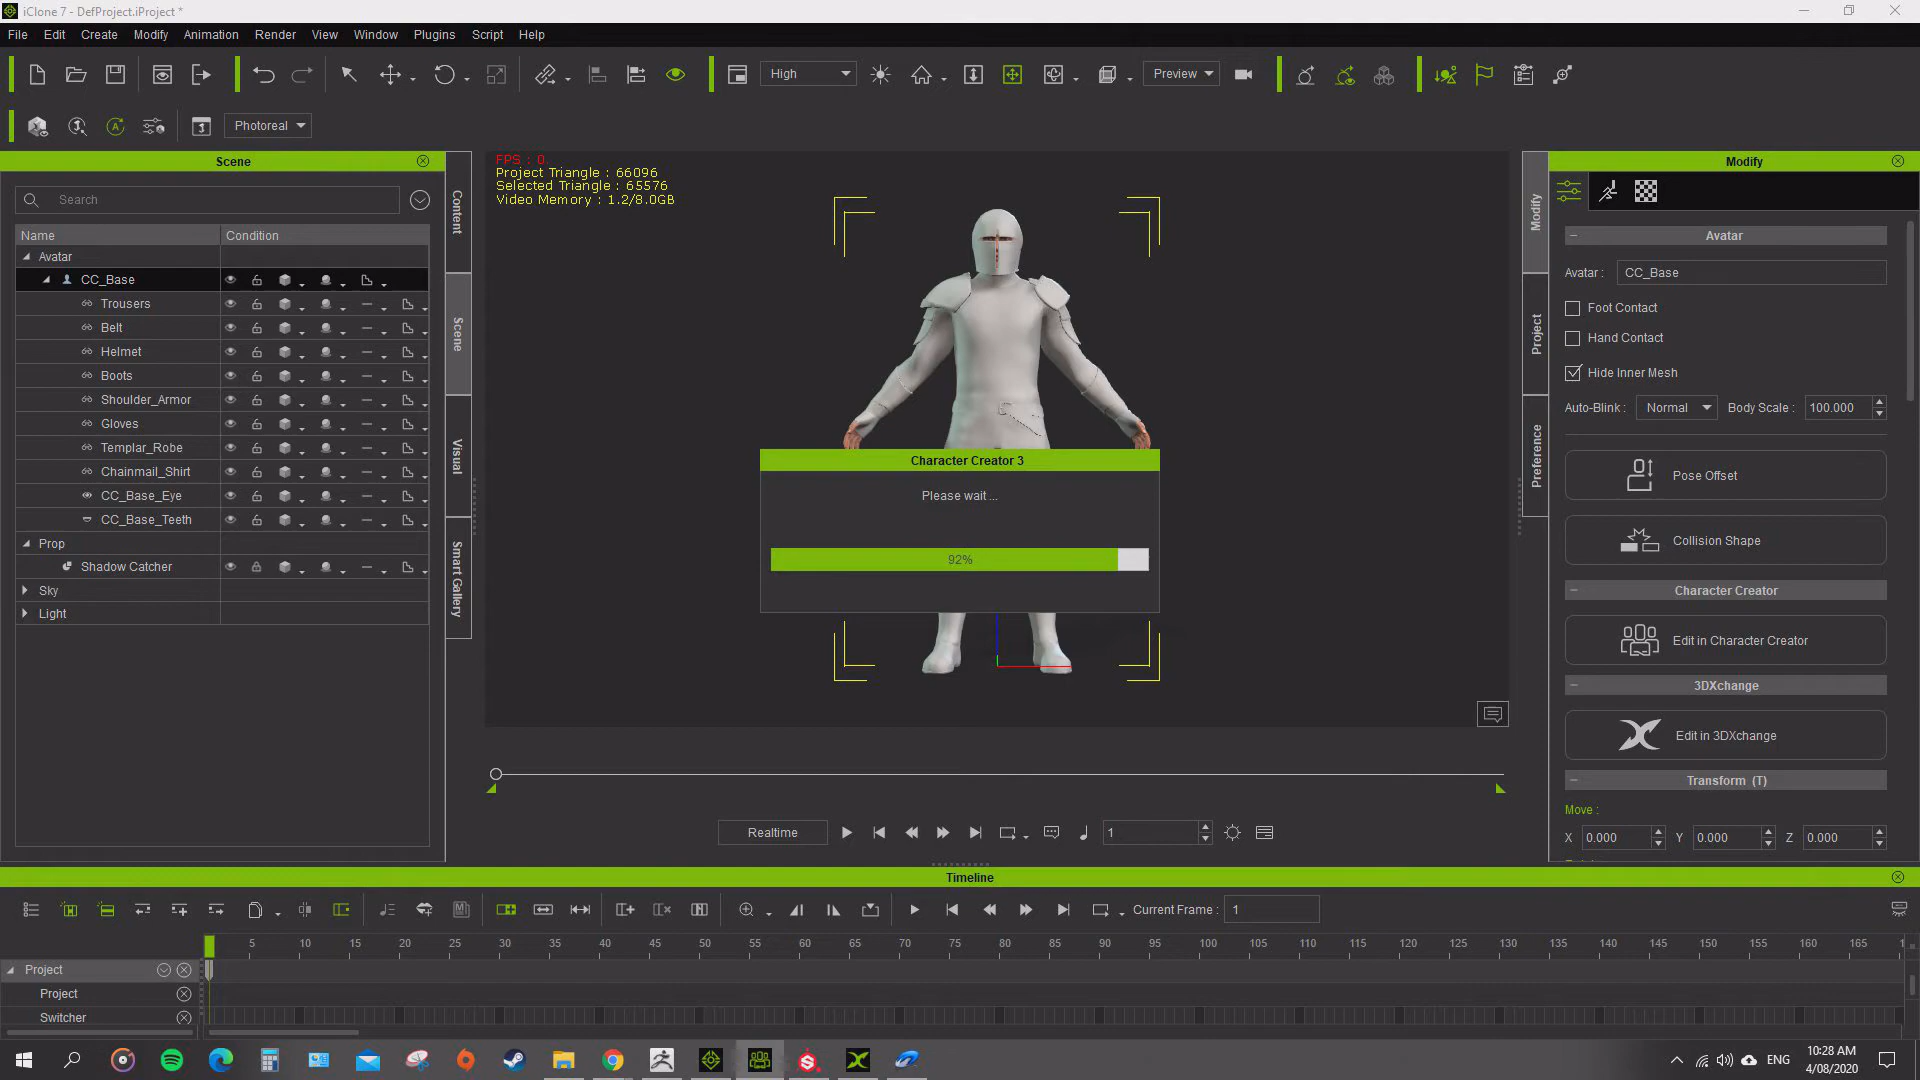 iClone 7 - DefProject.iProject *
File Edit Create Modify Animation Render View Window Plugins Script Help
High
Preview
Photoreal
Scene
Search
Name Condition
Avatar
CC_Base
Trousers
Belt
Helmet
Boots
Shoulder_Armor
Gloves
Templar_Robe
Chainmail_Shirt
CC_Base_Eye
CC_Base_Teeth
Prop
Shadow Catcher
Sky
Light
Content
Scene
Visual
Smart Gallery
FPS : 0.
Project Triangle : 66096
Selected Triangle : 65576
Video Memory : 1.2/8.0GB
Character Creator 3
Please wait ...
92%
Realtime
1
Modify
Project
Preference
Modify
Avatar
Avatar : CC_Base
Foot Contact
Hand Contact
Hide Inner Mesh
Auto-Blink : Normal Body Scale : 100.000
Pose Offset
Collision Shape
Character Creator
Edit in Character Creator
3DXchange
Edit in 3DXchange
Transform (T)
Move :
X 0.000 Y 0.000 Z 0.000
Timeline
Current Frame : 1
5 10 15 20 25 30 35 40 45 50 55 60 65 70 75 80 85 90 95 100 105 110 115 120 125 130 135 140 145 150 155 160 165
Project
Project
Switcher
ENG
10:28 AM
4/08/2020